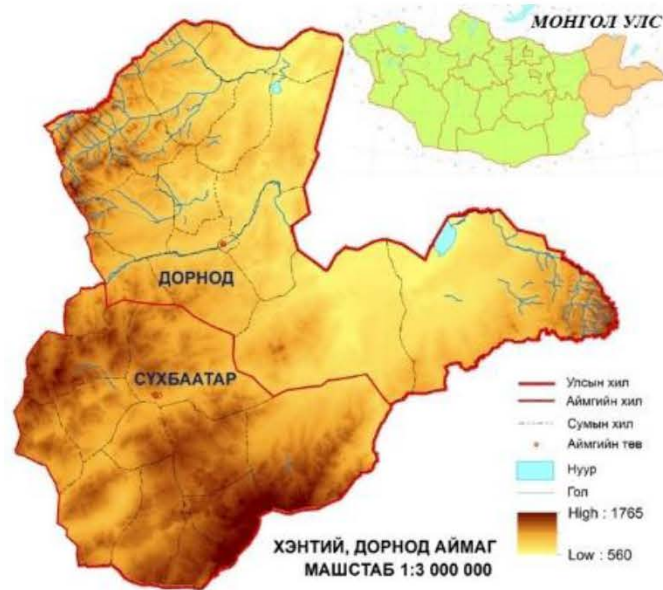 МОНГОЛ УЛС
ДОРНОД
СҮХБААТАР
Улсын хил
Аймгийн хил
Сумын хил
Аймгийн төв
Нуур
Гол
High : 1765
Low : 560
ХЭНТИЙ, ДОРНОД АЙМАГ
МАШСТАБ 1:3 000 000